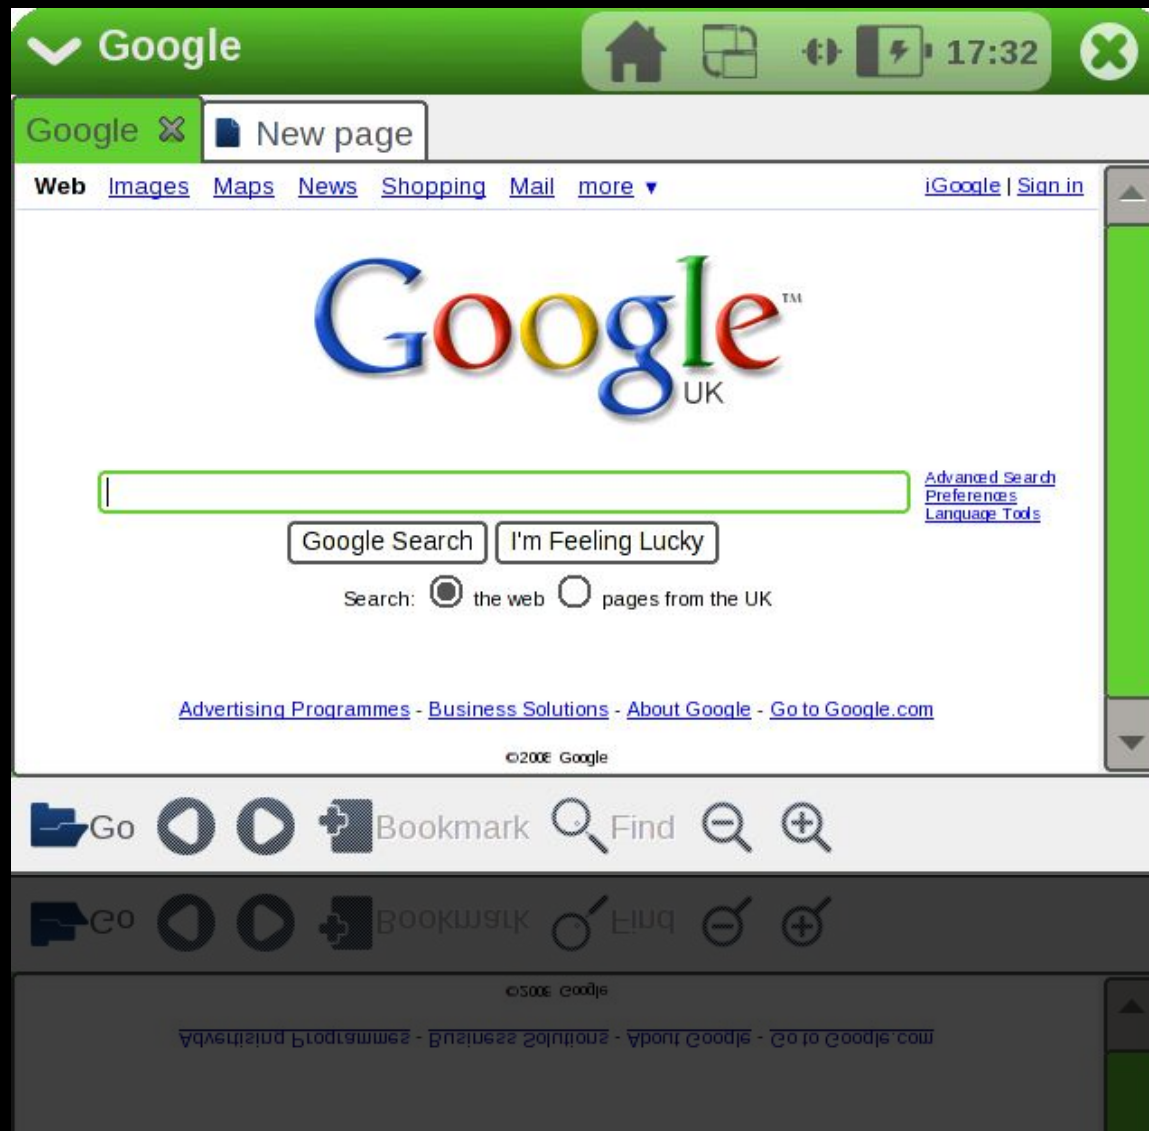 Google 17:32
Google New page
Web Images Maps News Shopping Mail more iGoogle | Sign in
Google™
UK
Advanced Search
Preferences
Language Tools
Google Search I'm Feeling Lucky
Search: the web pages from the UK
Advertising Programmes - Business Solutions - About Google - Go to Google.com
©2008 Google
Go Bookmark Find